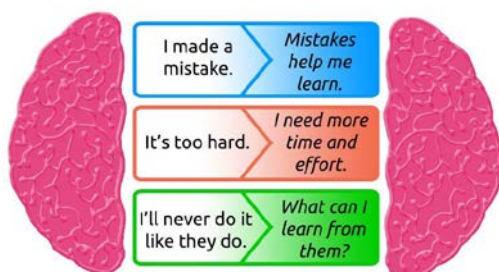 I made a
mistake.
Mistakes
help me
learn.
It's too hard.
I need more
time and
effort.
I'll never do it
like they do.
What can I
learn from
them?